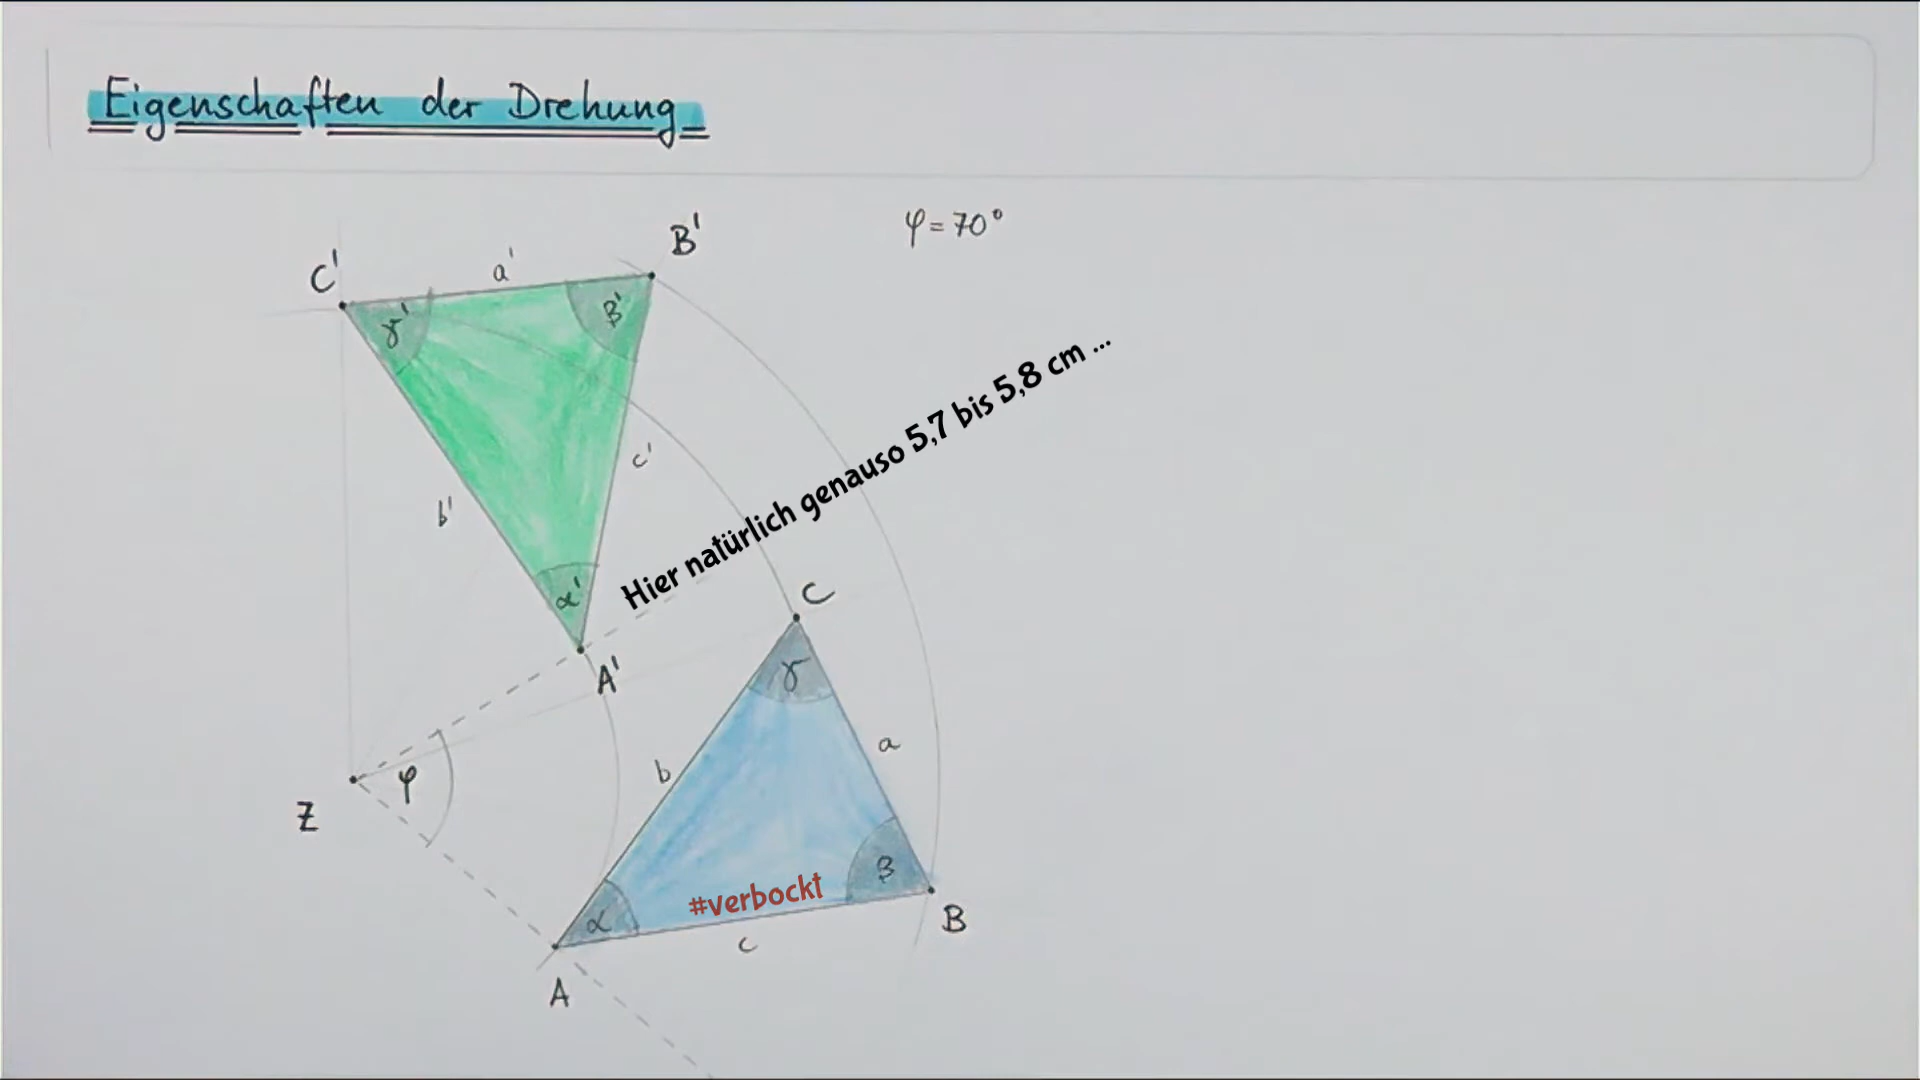 Eigenschaften der Drehung
φ = 70°
C'
a'
B'
γ'
β'
c'
b'
α'
Hier natürlich genauso 5,7 bis 5,8 cm ...
A'
C
γ
a
b
Z
φ
β
#verbockt
α
c
B
A